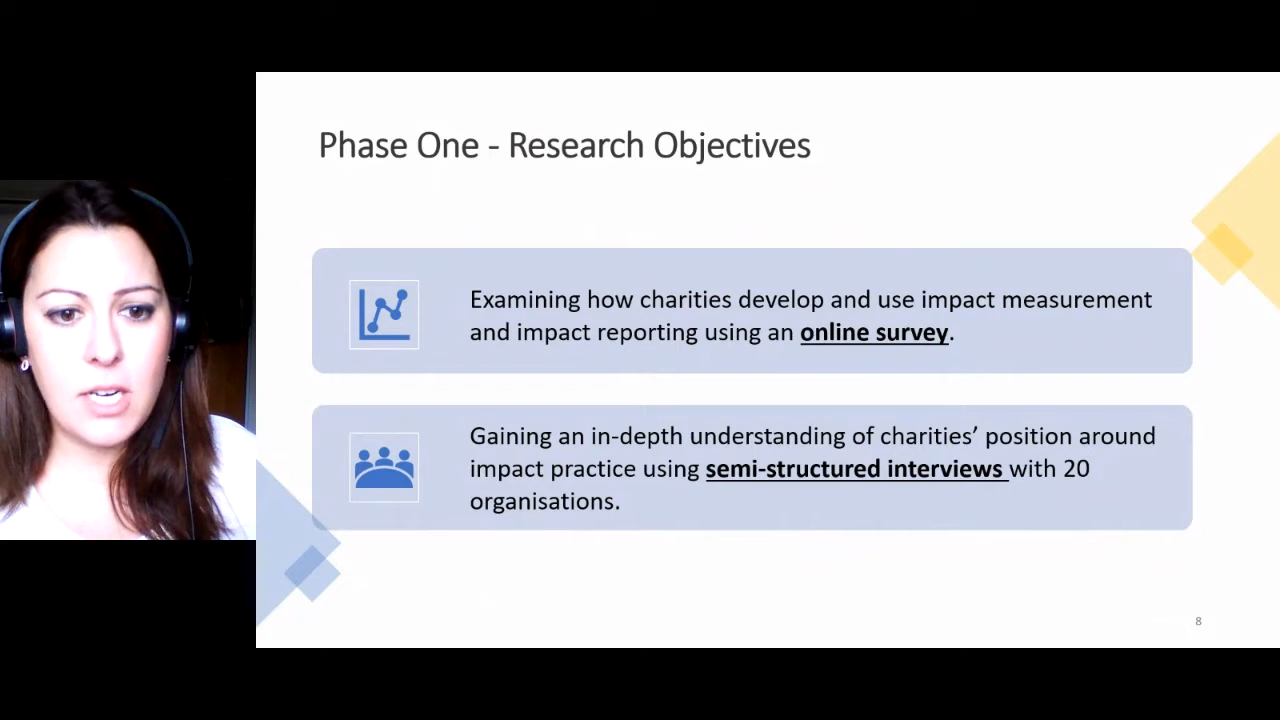 Phase One - Research Objectives
Examining how charities develop and use impact measurement
and impact reporting using an online survey.
Gaining an in-depth understanding of charities’ position around
impact practice using semi-structured interviews with 20
organisations.
8